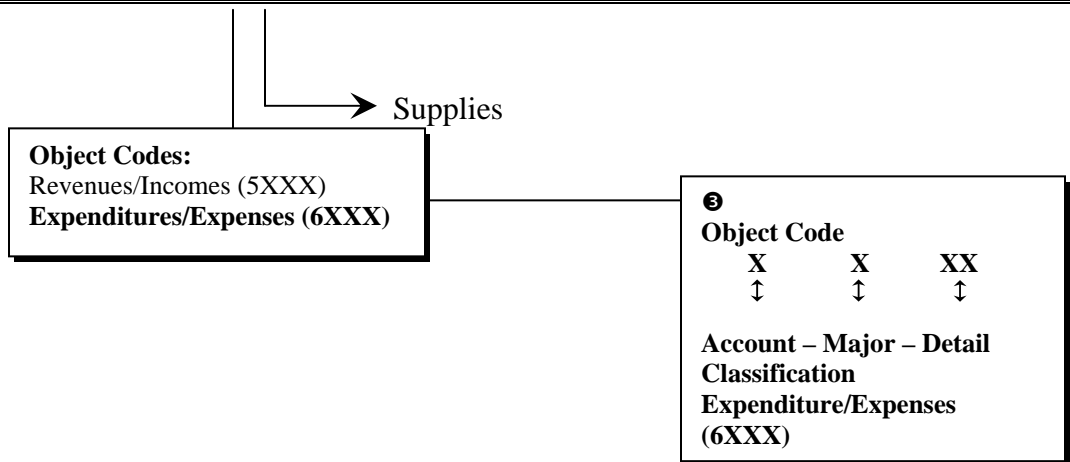 Supplies
Object Codes:
Revenues/Incomes (5XXX)
Expenditures/Expenses (6XXX)
❸
Object Code
X X XX
↕ ↕ ↕
Account – Major – Detail
Classification
Expenditure/Expenses
(6XXX)